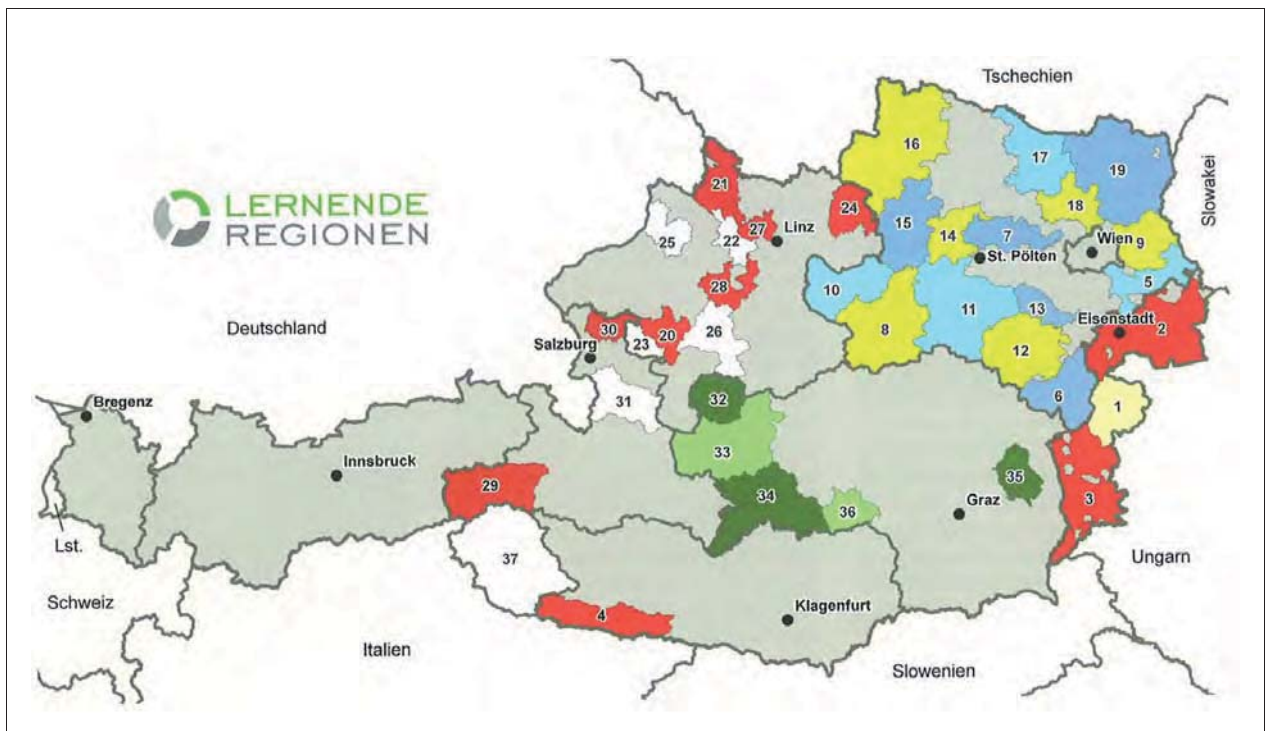 Tschechien
16
17
19
21
Slowakei
LERNENDE
REGIONEN
24
18
27
Linz
15
14
7
Wien
9
25
22
St. Pölten
5
28
10
Deutschland
11
13
Eisenstadt
2
30
20
26
8
Salzburg
23
12
32
31
6
1
Bregenz
33
Innsbruck
35
29
34
Graz
3
36
Lst.
37
Ungarn
Schweiz
4
Klagenfurt
Italien
Slowenien